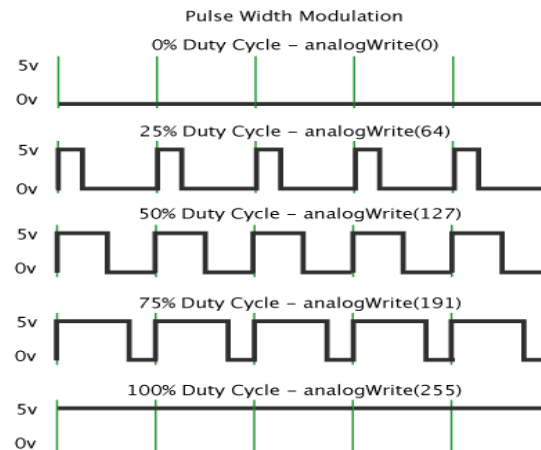 Pulse Width Modulation
0% Duty Cycle – analogWrite(0)
5v
0v
25% Duty Cycle – analogWrite(64)
5v
0v
50% Duty Cycle – analogWrite(127)
5v
0v
75% Duty Cycle – analogWrite(191)
5v
0v
100% Duty Cycle – analogWrite(255)
5v
0v